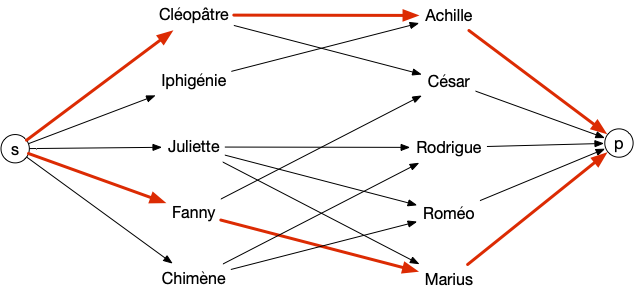 Cléopâtre Achille
Iphigénie César
s Juliette Rodrigue p
Fanny Roméo
Chimène Marius